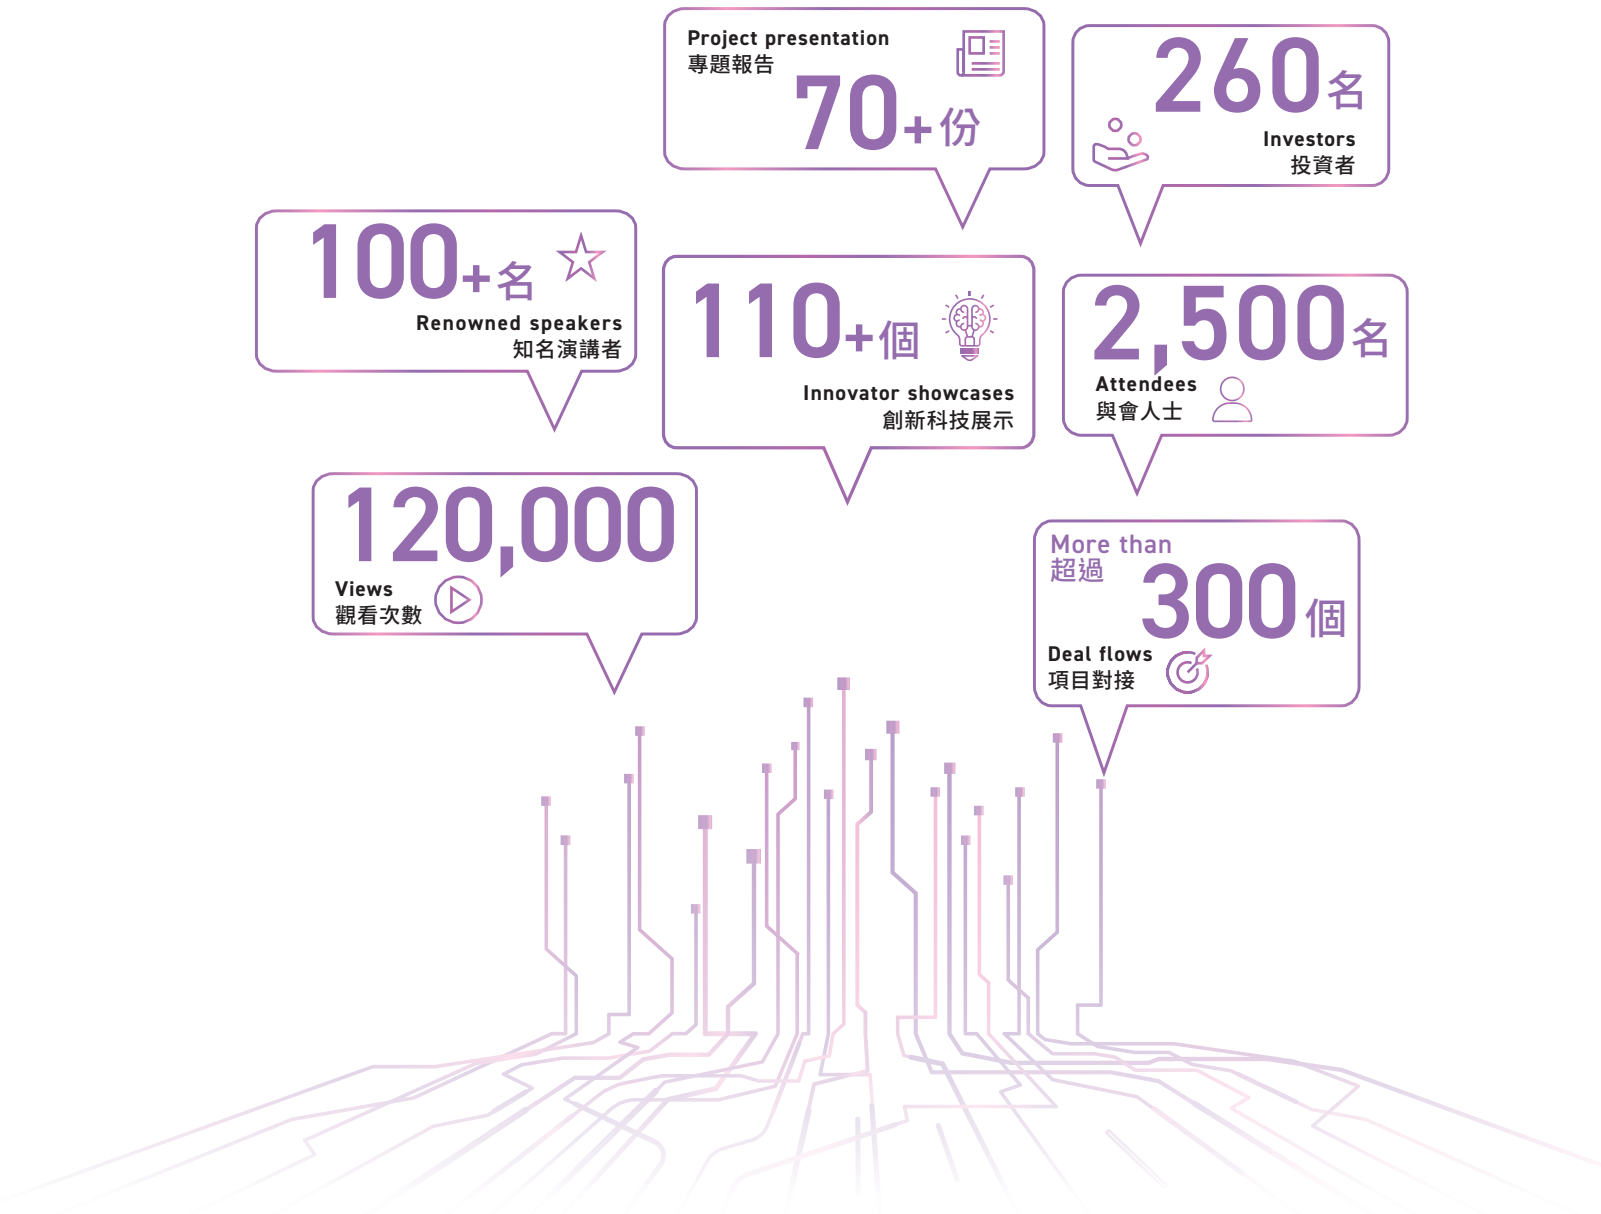 Project presentation
專題報告
70+份
260名
Investors
投資者
100+名
Renowned speakers
知名演講者
110+個
Innovator showcases
創新科技展示
2,500名
Attendees
與會人士
120,000
Views
觀看次數
More than
超過
300個
Deal flows
項目對接